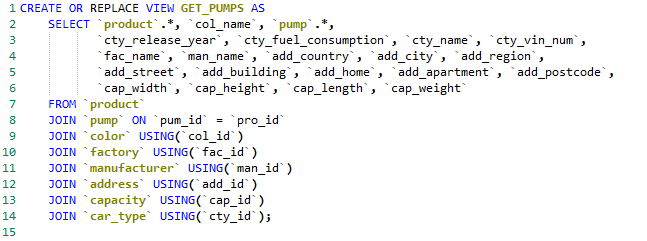 1 CREATE OR REPLACE VIEW GET_PUMPS AS
2 SELECT `product`.*, `col_name`, `pump`.*,
3 `cty_release_year`, `cty_fuel_consumption`, `cty_name`, `cty_vin_num`,
4 `fac_name`, `man_name`, `add_country`, `add_city`, `add_region`,
5 `add_street`, `add_building`, `add_home`, `add_apartment`, `add_postcode`,
6 `cap_width`, `cap_height`, `cap_length`, `cap_weight`
7 FROM `product`
8 JOIN `pump` ON `pum_id` = `pro_id`
9 JOIN `color` USING(`col_id`)
10 JOIN `factory` USING(`fac_id`)
11 JOIN `manufacturer` USING(`man_id`)
12 JOIN `address` USING(`add_id`)
13 JOIN `capacity` USING(`cap_id`)
14 JOIN `car_type` USING(`cty_id`);
15